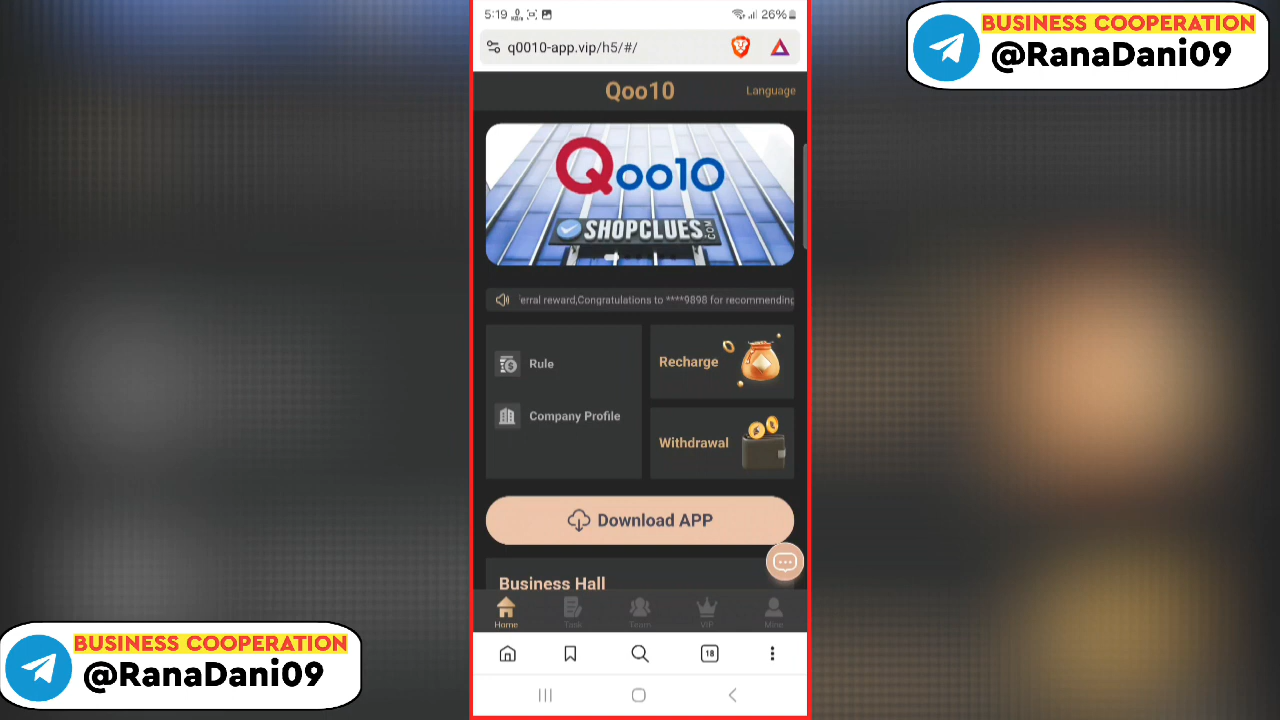 5:19
26%
BUSINESS COOPERATION
@RanaDani09
q0010-app.vip/h5/#/
Qoo10
Language
Qoo10
SHOPCLUES.COM
erral reward,Congratulations to ****9898 for recommending
Rule
Recharge
Company Profile
Withdrawal
Download APP
Business Hall
Home
Task
Team
VIP
Mine
BUSINESS COOPERATION
@RanaDani09
18